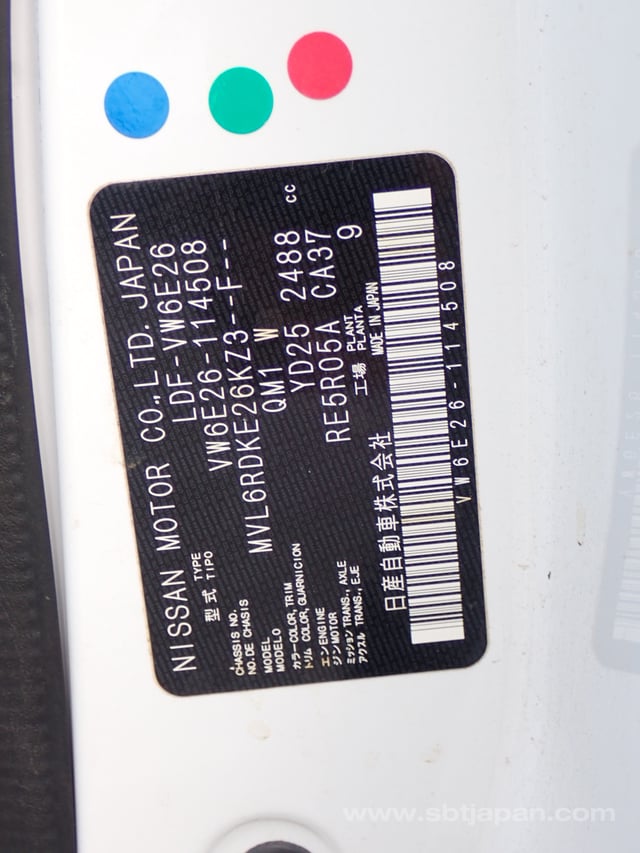 NISSAN MOTOR CO.,LTD. JAPAN
型式 TYPE TIPO LDF-VW6E26
CHASSIS NO. NO.DE CHASIS VW6E26-114508
MODEL MODELO MVL6RDKE26KZ3--F---
カラー COLOR, TRIM トリム COLOR, GUARNICION QM1 W
エンジン ENGINE MOTOR YD25 2488 cc
ミッション TRANS., AXLE アクスル TRANS., EJE RE5R05A CA37
工場 PLANT PLANTA 9
日産自動車株式会社 MADE IN JAPAN
VW6E26-114508
www.sbtjapan.com